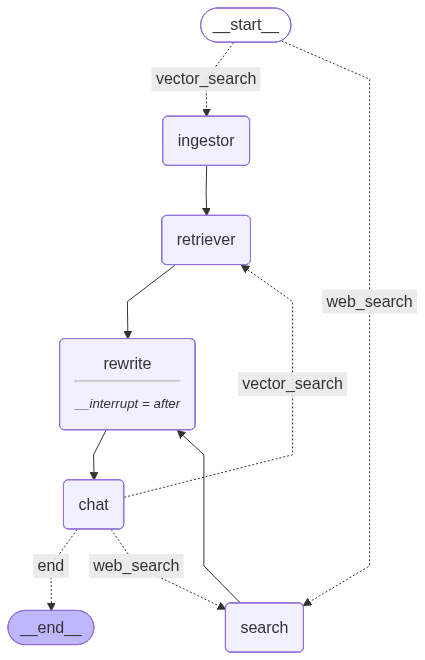 __start__
vector_search
ingestor
retriever
web_search
rewrite
__interrupt = after
vector_search
chat
end
web_search
__end__
search